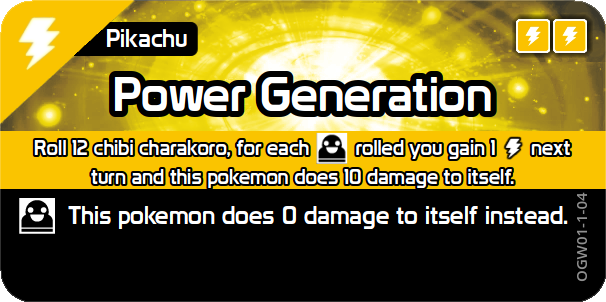 Pikachu
Power Generation
Roll 12 chibi charakoro, for each rolled you gain 1 next
turn and this pokemon does 10 damage to itself.
This pokemon does 0 damage to itself instead.
OGW01-1-04